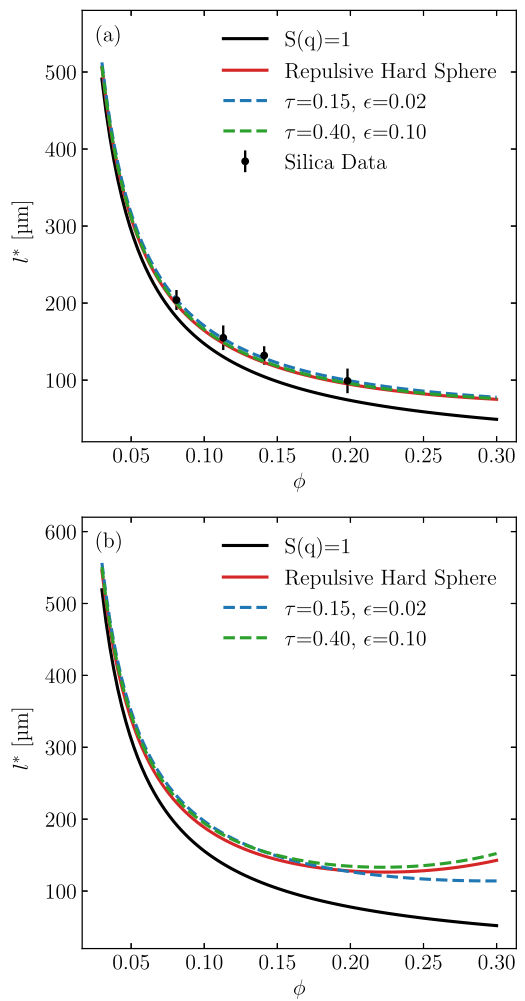 (a)
S(q)=1
Repulsive Hard Sphere
τ=0.15, ϵ=0.02
τ=0.40, ϵ=0.10
Silica Data
500
400
300
200
100
l* [µm]
0.05 0.10 0.15 0.20 0.25 0.30
ϕ
(b)
S(q)=1
Repulsive Hard Sphere
τ=0.15, ϵ=0.02
τ=0.40, ϵ=0.10
600
500
400
300
200
100
l* [µm]
0.05 0.10 0.15 0.20 0.25 0.30
ϕ